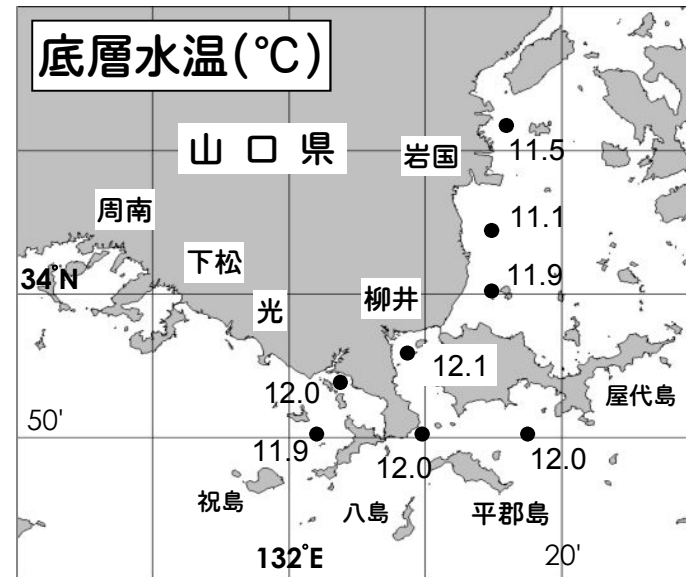 底層水温(℃)
山口県
岩国
11.5
周南
11.1
下松
11.9
34°N
光
柳井
12.1
12.0
屋代島
50'
11.9
12.0
12.0
祝島
八島
平郡島
132°E
20'